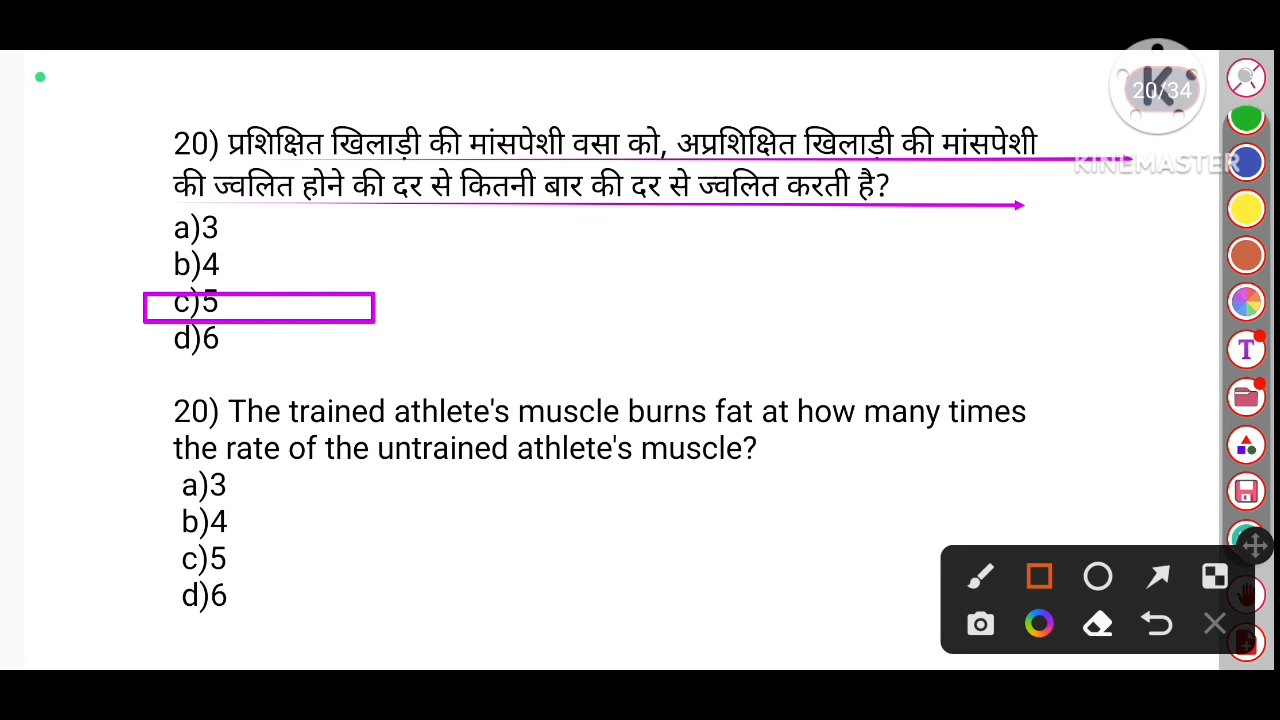 20/34
KINEMASTER
20) प्रशिक्षित खिलाड़ी की मांसपेशी वसा को, अप्रशिक्षित खिलाड़ी की मांसपेशी
की ज्वलित होने की दर से कितनी बार की दर से ज्वलित करती है?
a)3
b)4
c)5
d)6
20) The trained athlete's muscle burns fat at how many times
the rate of the untrained athlete's muscle?
a)3
b)4
c)5
d)6